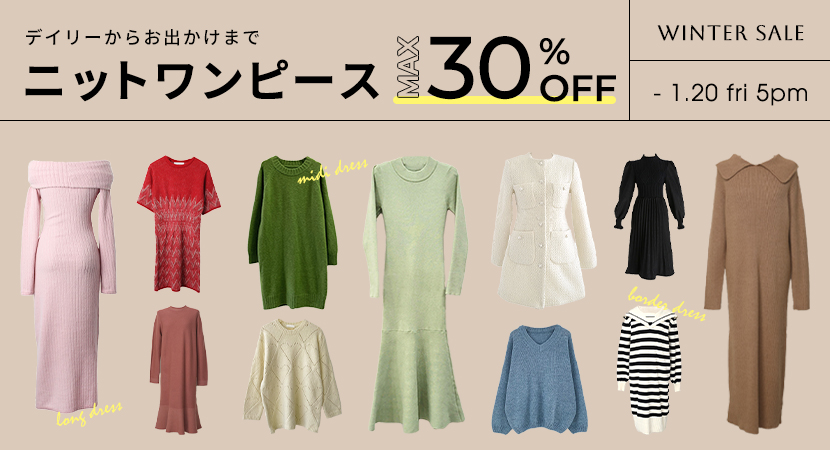 デイリーからお出かけまで
ニットワンピース
MAX 30%OFF
WINTER SALE
- 1.20 fri 5pm
midi dress
border dress
long dress